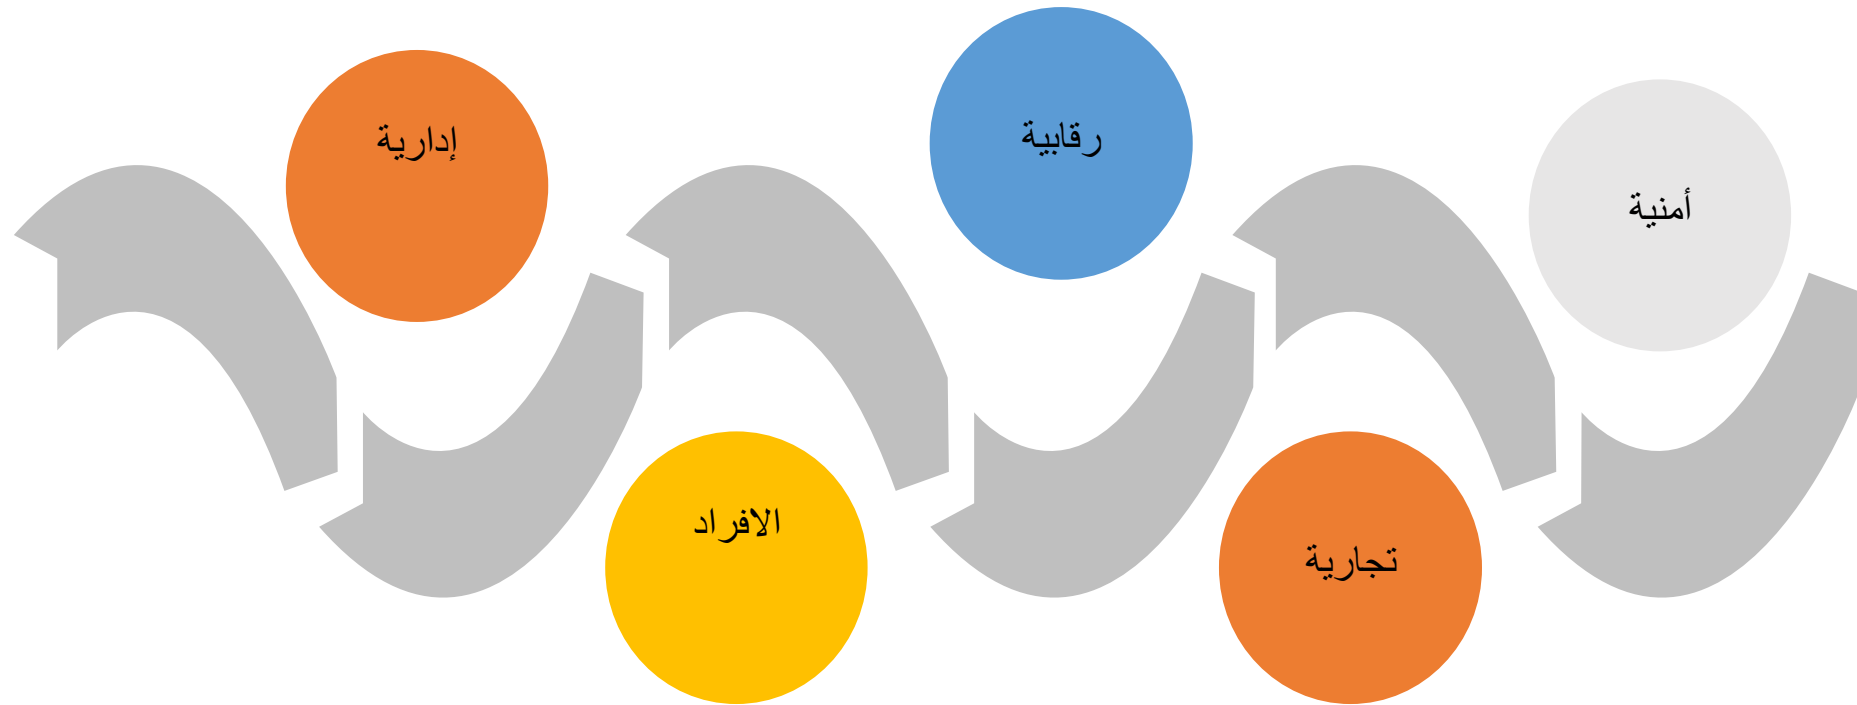 أمنية
تجارية
رقابية
الافراد
إدارية